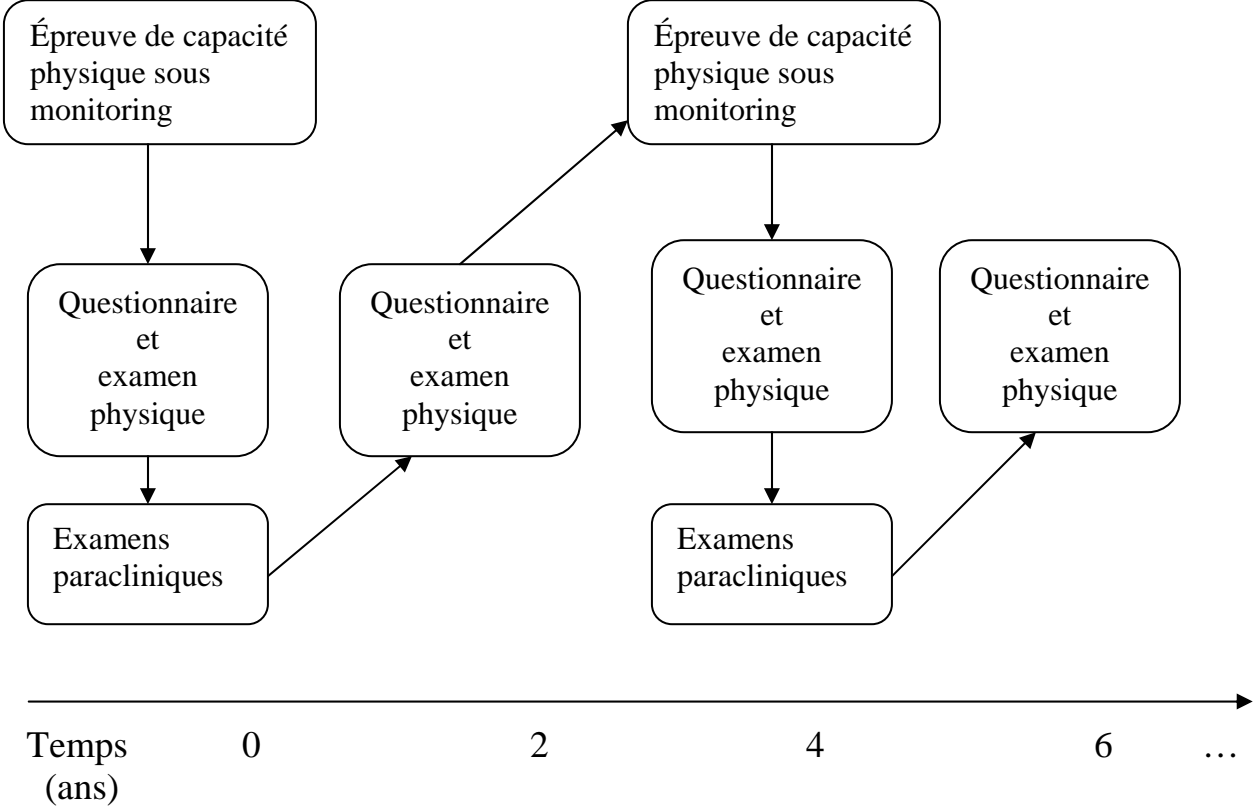 Épreuve de capacité
physique sous
monitoring
Épreuve de capacité
physique sous
monitoring
Questionnaire
et
examen
physique
Questionnaire
et
examen
physique
Questionnaire
et
examen
physique
Questionnaire
et
examen
physique
Examens
paracliniques
Examens
paracliniques
Temps 0 2 4 6 …
(ans)